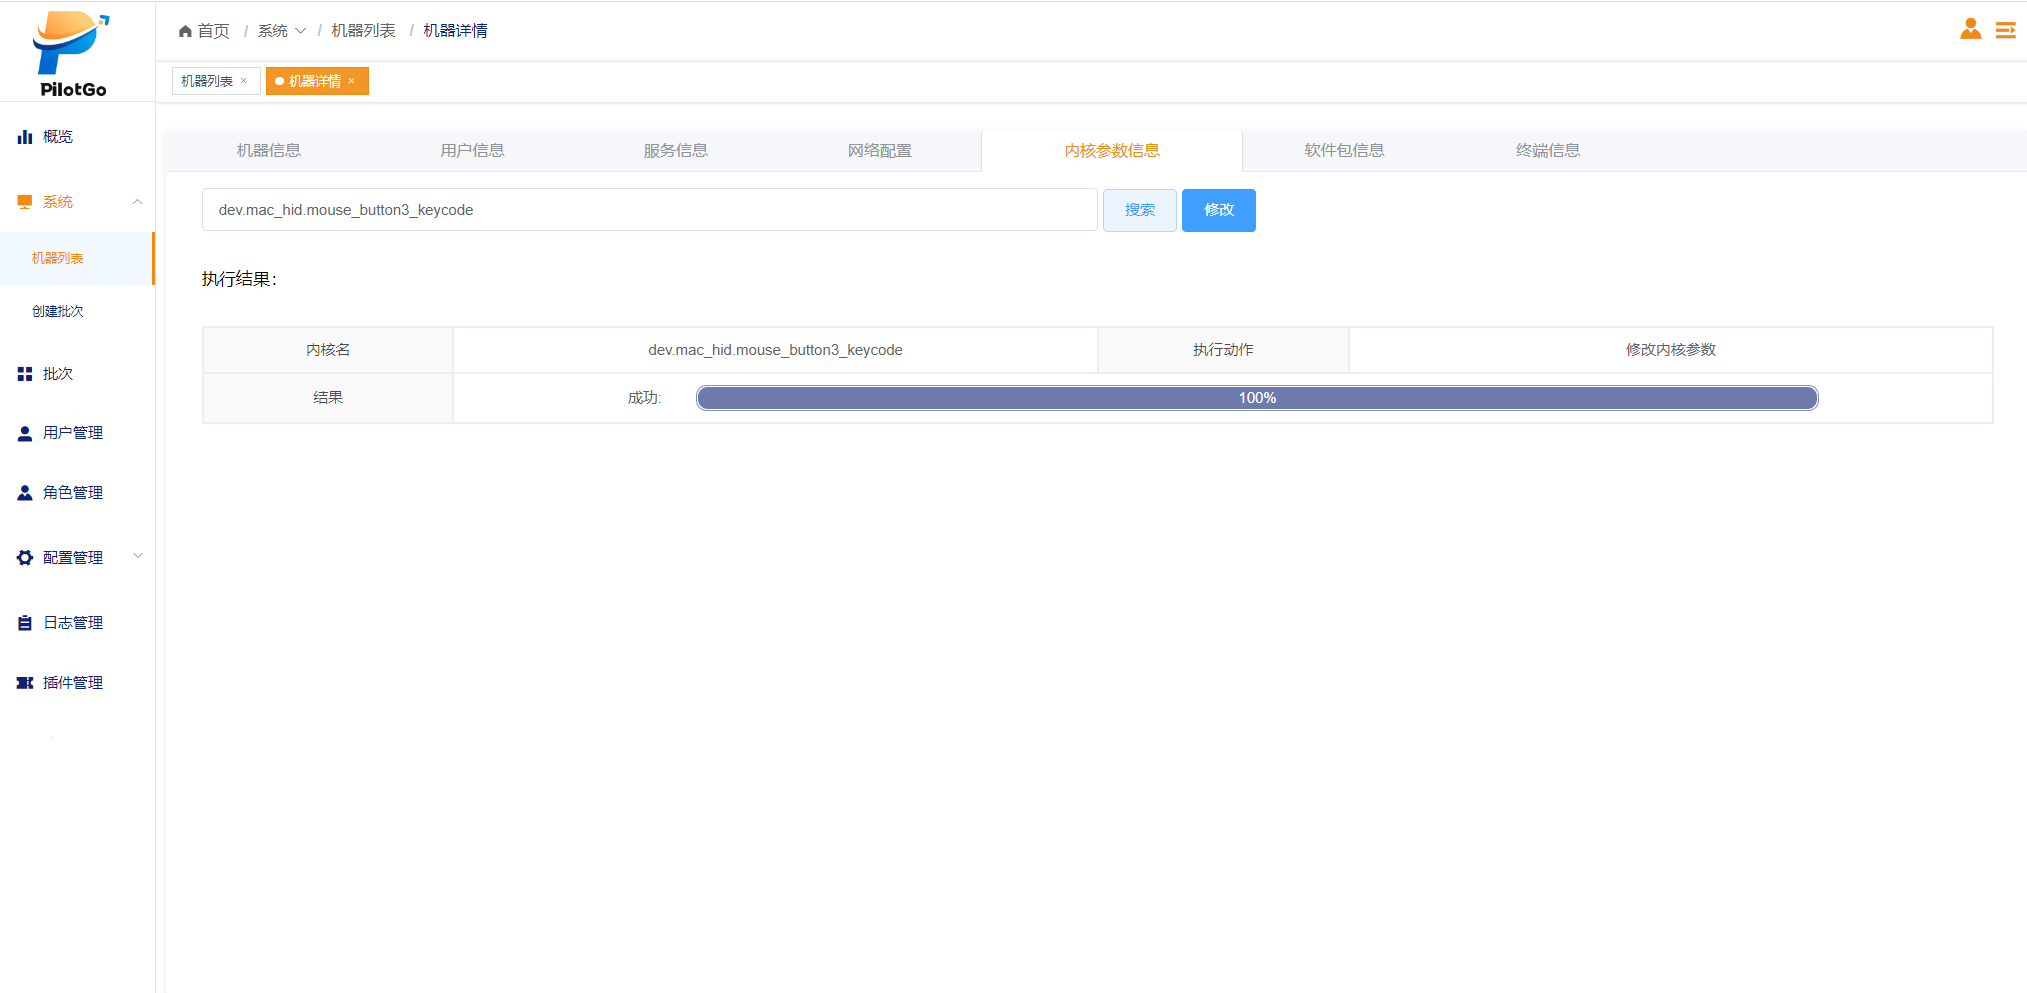 PilotGo
首页 / 系统 / 机器列表 / 机器详情
机器列表 × 机器详情 ×
概览
系统
机器列表
创建批次
批次
用户管理
角色管理
配置管理
日志管理
插件管理
机器信息 用户信息 服务信息 网络配置 内核参数信息 软件包信息 终端信息
dev.mac_hid.mouse_button3_keycode 搜索 修改
执行结果：
内核名 dev.mac_hid.mouse_button3_keycode 执行动作 修改内核参数
结果 成功: 100%